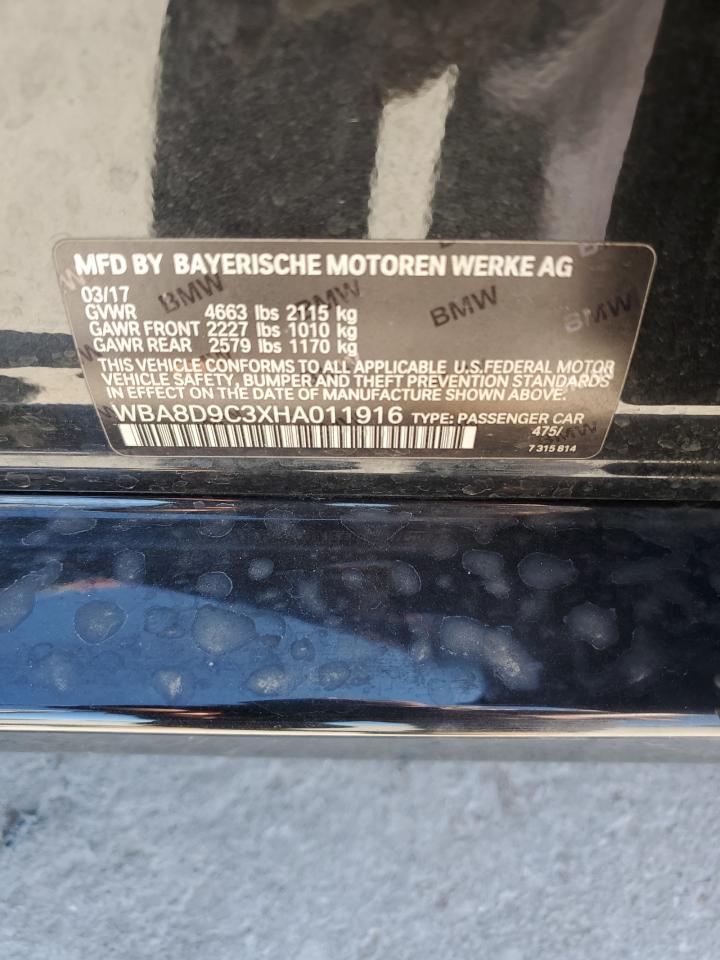 MFD BY BAYERISCHE MOTOREN WERKE AG
03/17
GVWR 4663 lbs 2115 kg
GAWR FRONT 2227 lbs 1010 kg
GAWR REAR 2579 lbs 1170 kg
THIS VEHICLE CONFORMS TO ALL APPLICABLE U.S.FEDERAL MOTOR
VEHICLE SAFETY, BUMPER AND THEFT PREVENTION STANDARDS
IN EFFECT ON THE DATE OF MANUFACTURE SHOWN ABOVE.
WBA8D9C3XHA011916 TYPE: PASSENGER CAR
475/
7 315 814
BMW
BMW
BMW